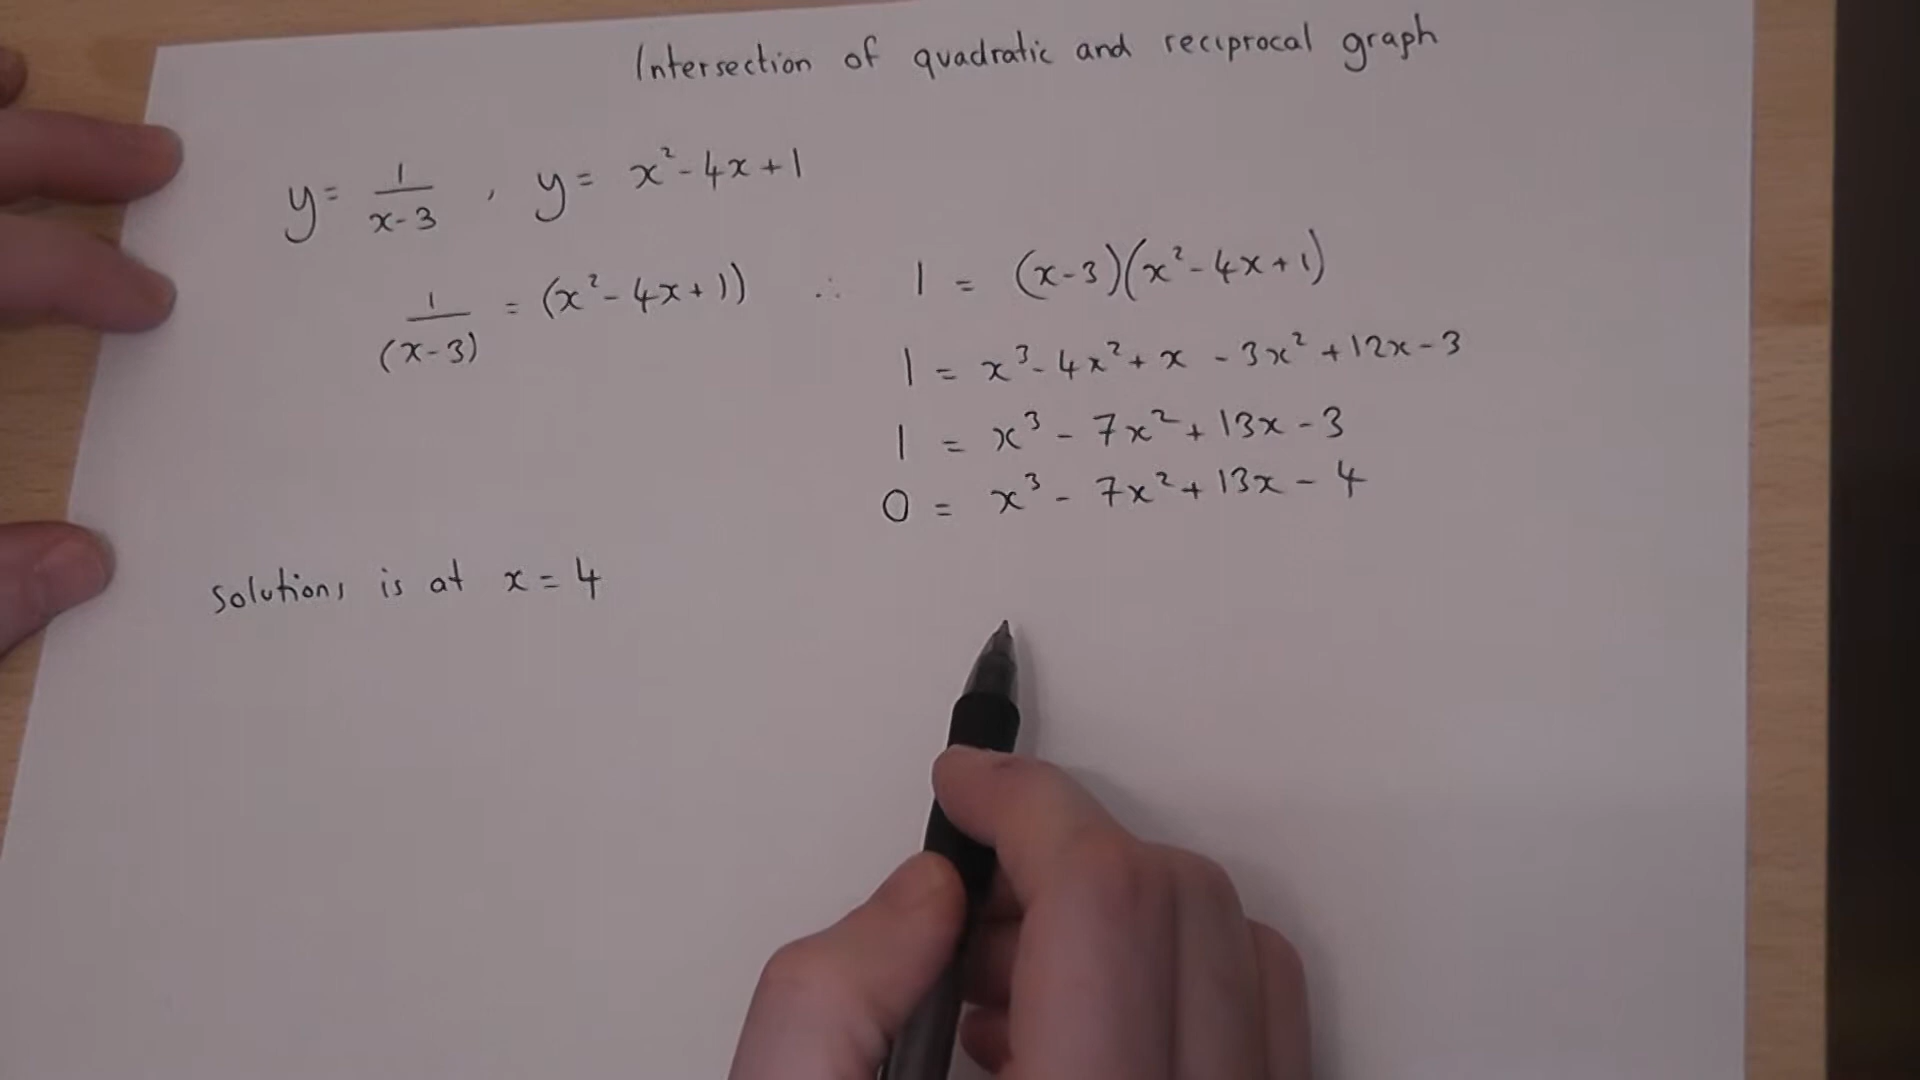 Intersection of quadratic and reciprocal graph
y = 1/(x-3) , y = x² - 4x + 1
1/(x-3) = (x² - 4x + 1)) ∴ 1 = (x-3)(x² - 4x + 1)
1 = x³ - 4x² + x - 3x² + 12x - 3
1 = x³ - 7x² + 13x - 3
0 = x³ - 7x² + 13x - 4
Solutions is at x = 4